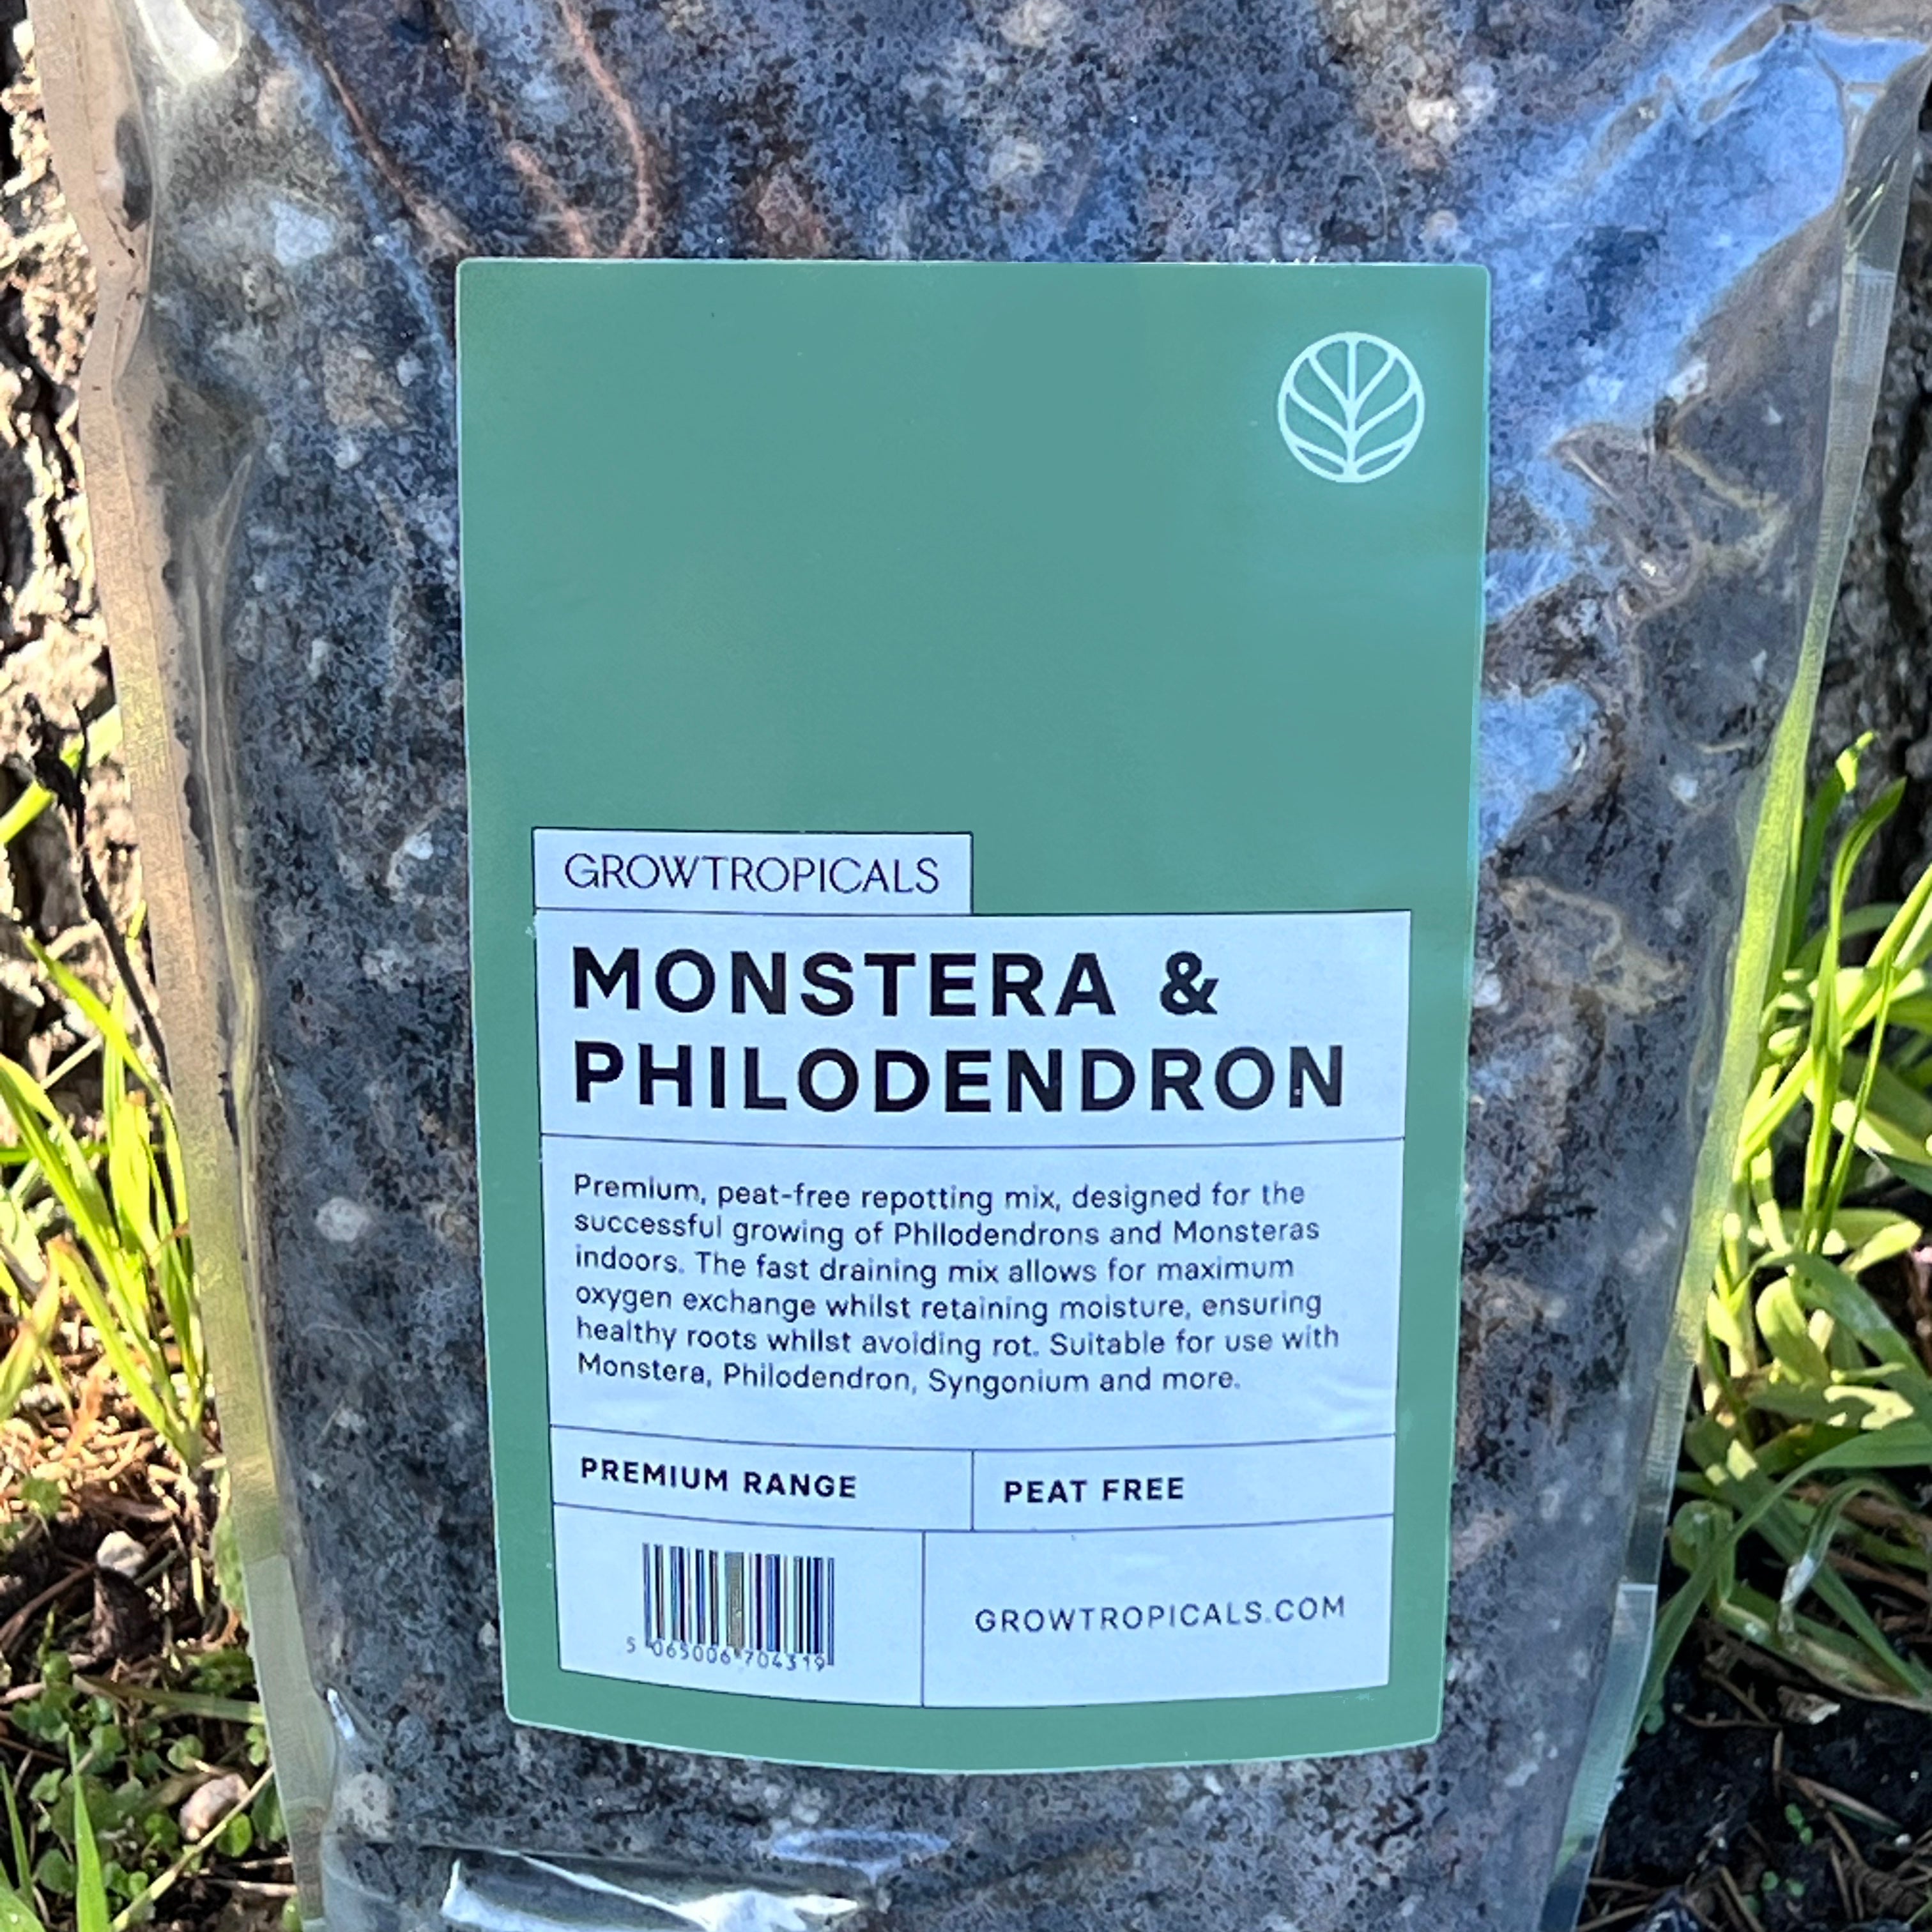 GROWTROPICALS
MONSTERA &
PHILODENDRON
Premium, peat-free repotting mix, designed for the
successful growing of Philodendrons and Monsteras
indoors. The fast draining mix allows for maximum
oxygen exchange whilst retaining moisture, ensuring
healthy roots whilst avoiding rot. Suitable for use with
Monstera, Philodendron, Syngonium and more.
PREMIUM RANGE
PEAT FREE
5 065006 704319
GROWTROPICALS.COM